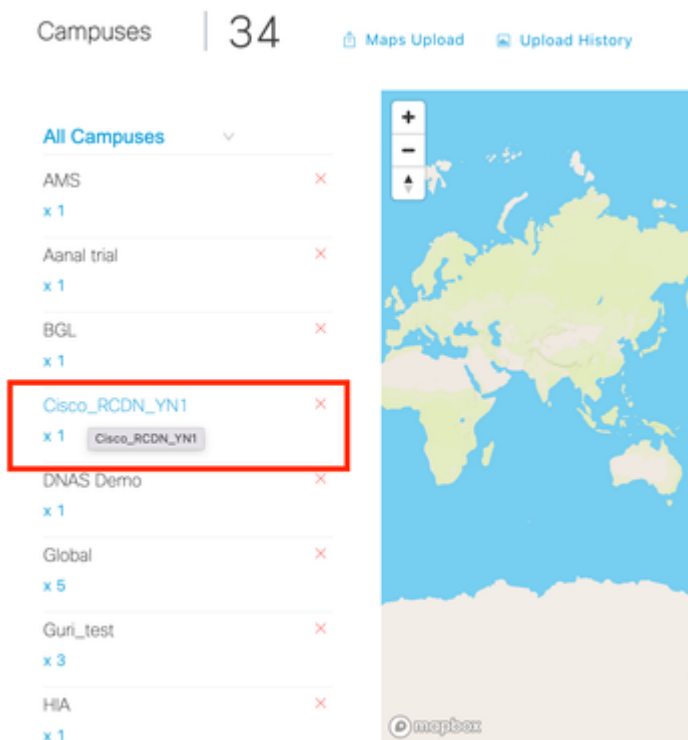 Campuses 34 Maps Upload Upload History
All Campuses
AMS
x 1
Aanal trial
x 1
BGL
x 1
Cisco_RCDN_YN1
x 1 Cisco_RCDN_YN1
DNAS Demo
x 1
Global
x 5
Guri_test
x 3
HIA
x 1
mapbox